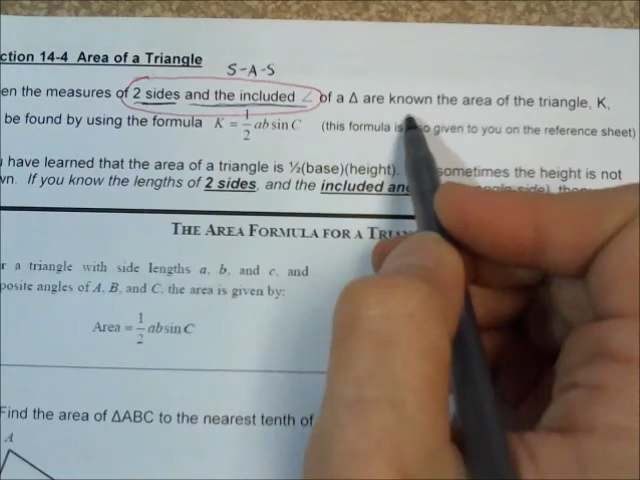 ction 14-4 Area of a Triangle
S-A-S
en the measures of 2 sides and the included ∠ of a Δ are known the area of the triangle, K,
be found by using the formula K = 1/2 ab sin C (this formula is given to you on the reference sheet)
have learned that the area of a triangle is ½(base)(height). sometimes the height is not
wn. If you know the lengths of 2 sides, and the included
THE AREA FORMULA FOR A
r a triangle with side lengths a, b, and c, and
posite angles of A, B, and C, the area is given by:
Area = 1/2 ab sin C
Find the area of ΔABC to the nearest tenth of
A